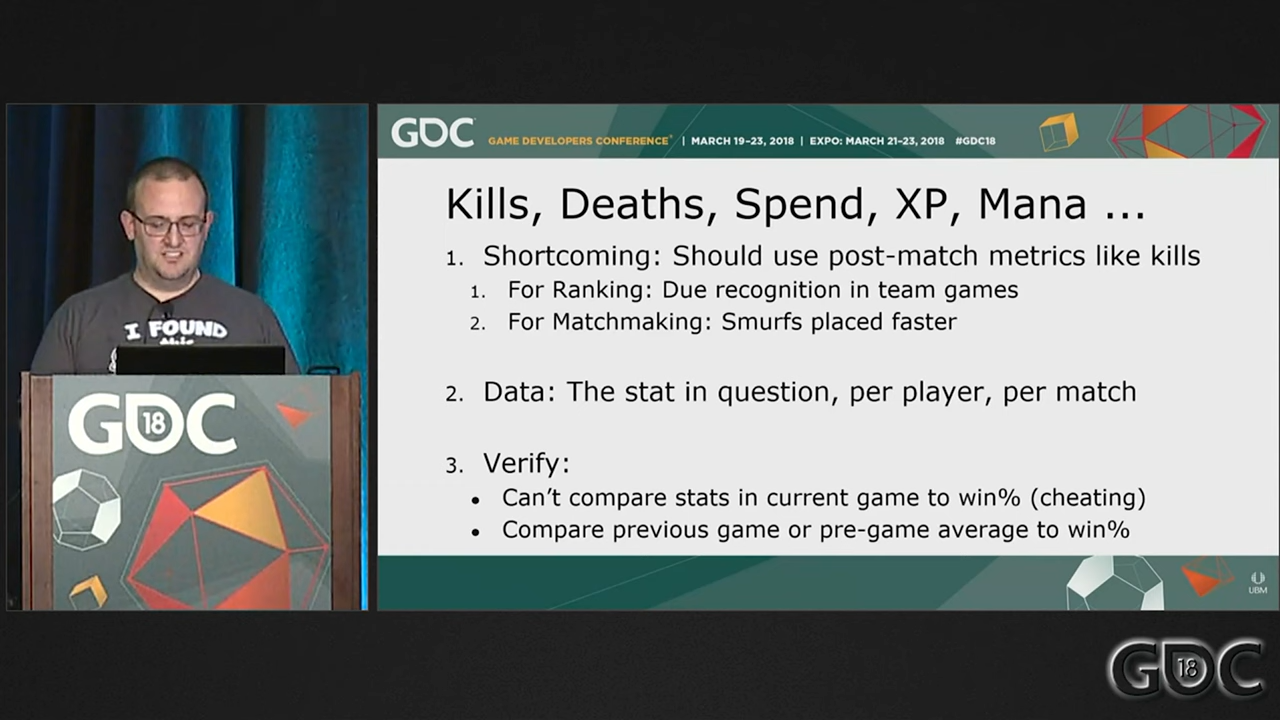 GDC GAME DEVELOPERS CONFERENCE® | MARCH 19–23, 2018 | EXPO: MARCH 21–23, 2018 #GDC18
Kills, Deaths, Spend, XP, Mana ...
1. Shortcoming: Should use post-match metrics like kills
1. For Ranking: Due recognition in team games
2. For Matchmaking: Smurfs placed faster
2. Data: The stat in question, per player, per match
3. Verify:
• Can't compare stats in current game to win% (cheating)
• Compare previous game or pre-game average to win%
UBM
I FOUND
GDC 18
GDC 18